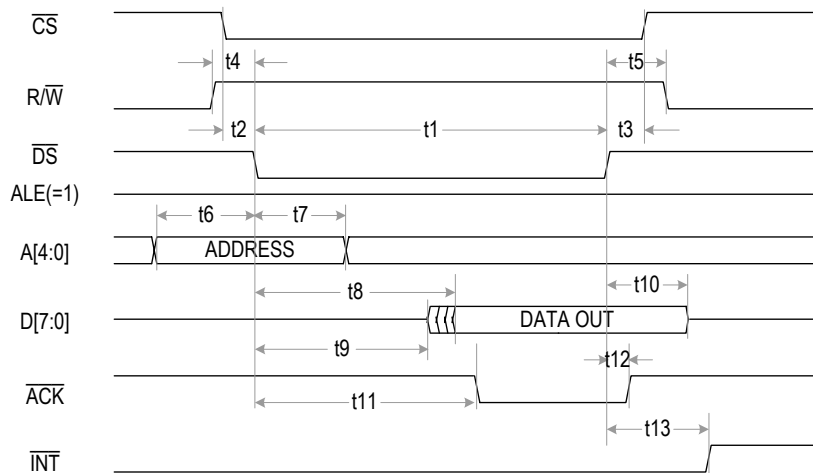 CS
t4
t5
R/W
t2
t1
t3
DS
ALE(=1)
t6
t7
A[4:0]
ADDRESS
t8
t10
D[7:0]
DATA OUT
t9
t12
ACK
t11
t13
INT